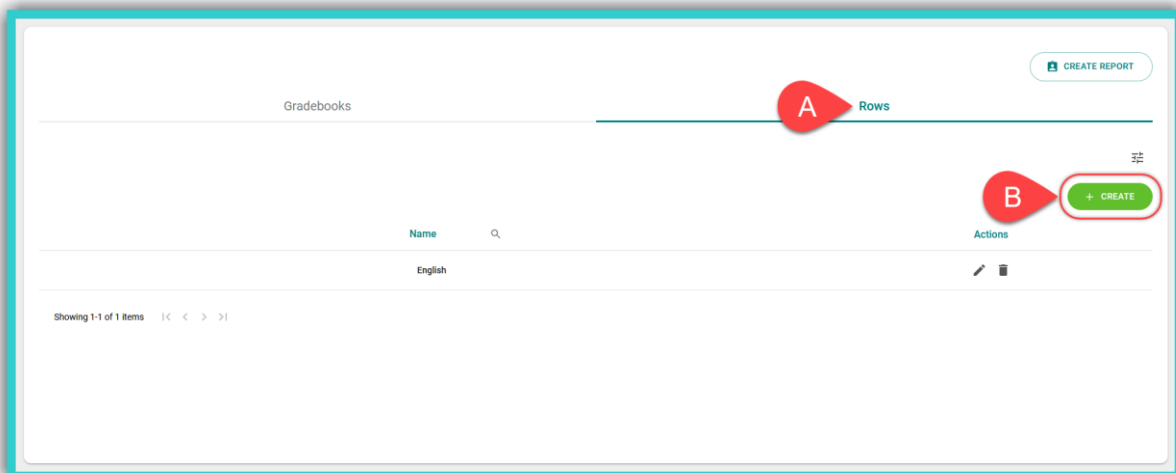 CREATE REPORT
Gradebooks
A
Rows
B
+ CREATE
Name
Actions
English
Showing 1-1 of 1 items